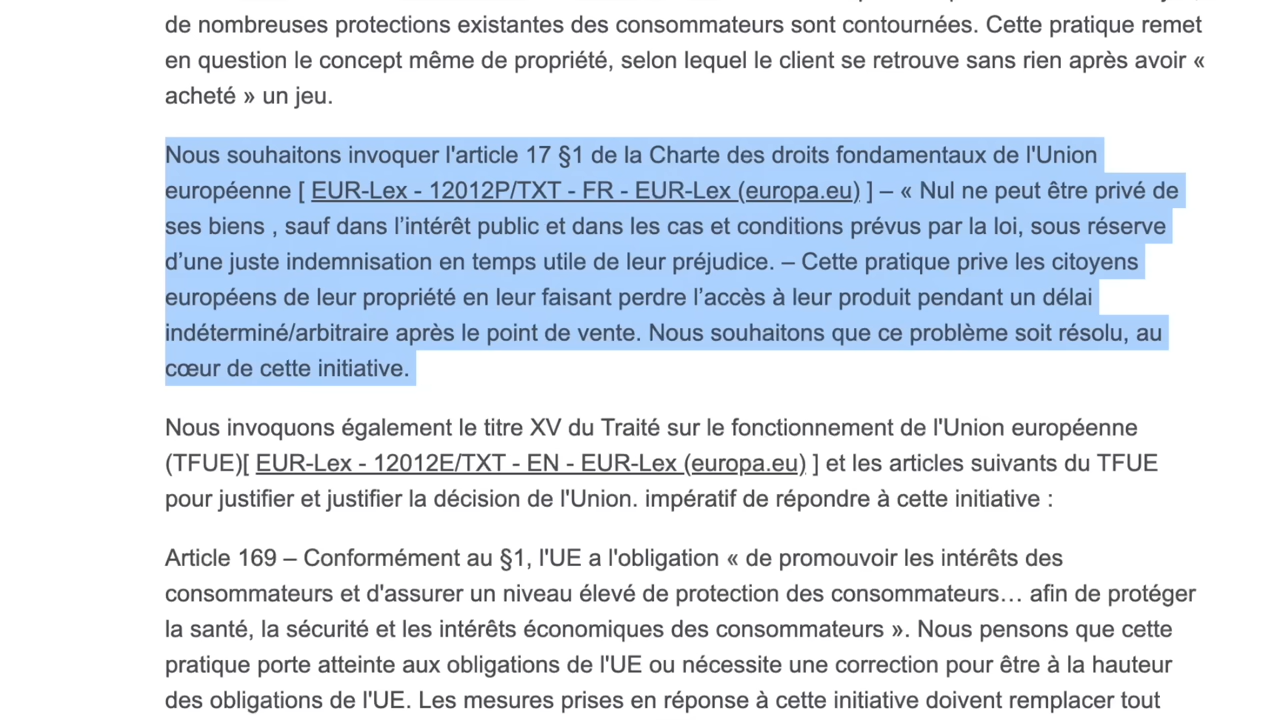 de nombreuses protections existantes des consommateurs sont contournées. Cette pratique remet
en question le concept même de propriété, selon lequel le client se retrouve sans rien après avoir «
acheté » un jeu.
Nous souhaitons invoquer l'article 17 §1 de la Charte des droits fondamentaux de l'Union
européenne [ EUR-Lex - 12012P/TXT - FR - EUR-Lex (europa.eu) ] – « Nul ne peut être privé de
ses biens , sauf dans l’intérêt public et dans les cas et conditions prévus par la loi, sous réserve
d’une juste indemnisation en temps utile de leur préjudice. – Cette pratique prive les citoyens
européens de leur propriété en leur faisant perdre l’accès à leur produit pendant un délai
indéterminé/arbitraire après le point de vente. Nous souhaitons que ce problème soit résolu, au
cœur de cette initiative.
Nous invoquons également le titre XV du Traité sur le fonctionnement de l'Union européenne
(TFUE)[ EUR-Lex - 12012E/TXT - EN - EUR-Lex (europa.eu) ] et les articles suivants du TFUE
pour justifier et justifier la décision de l'Union. impératif de répondre à cette initiative :
Article 169 – Conformément au §1, l'UE a l'obligation « de promouvoir les intérêts des
consommateurs et d'assurer un niveau élevé de protection des consommateurs… afin de protéger
la santé, la sécurité et les intérêts économiques des consommateurs ». Nous pensons que cette
pratique porte atteinte aux obligations de l'UE ou nécessite une correction pour être à la hauteur
des obligations de l'UE. Les mesures prises en réponse à cette initiative doivent remplacer tout